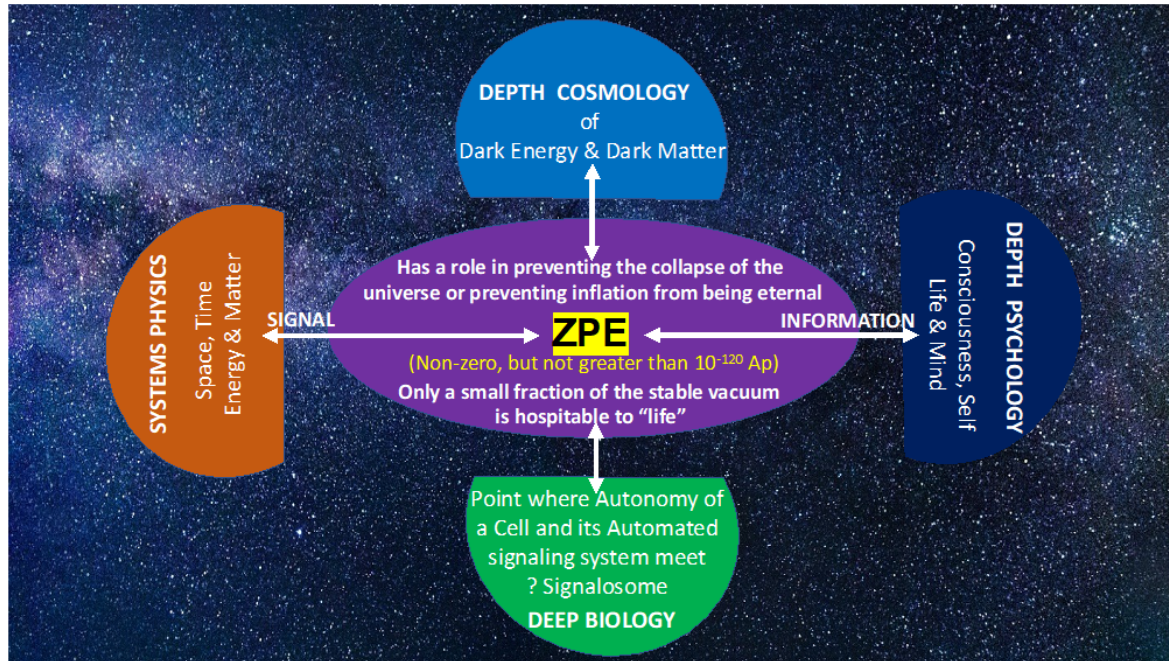 DEPTH COSMOLOGY
of
Dark Energy & Dark Matter
SYSTEMS PHYSICS
Space, Time
Energy & Matter
Has a role in preventing the collapse of the
universe or preventing inflation from being eternal
SIGNAL
ZPE
INFORMATION
(Non-zero, but not greater than 10⁻¹²⁰ Ap)
Only a small fraction of the stable vacuum
is hospitable to “life”
DEPTH PSYCHOLOGY
Consciousness, Self
Life & Mind
Point where Autonomy of
a Cell and its Automated
signaling system meet
? Signalosome
DEEP BIOLOGY